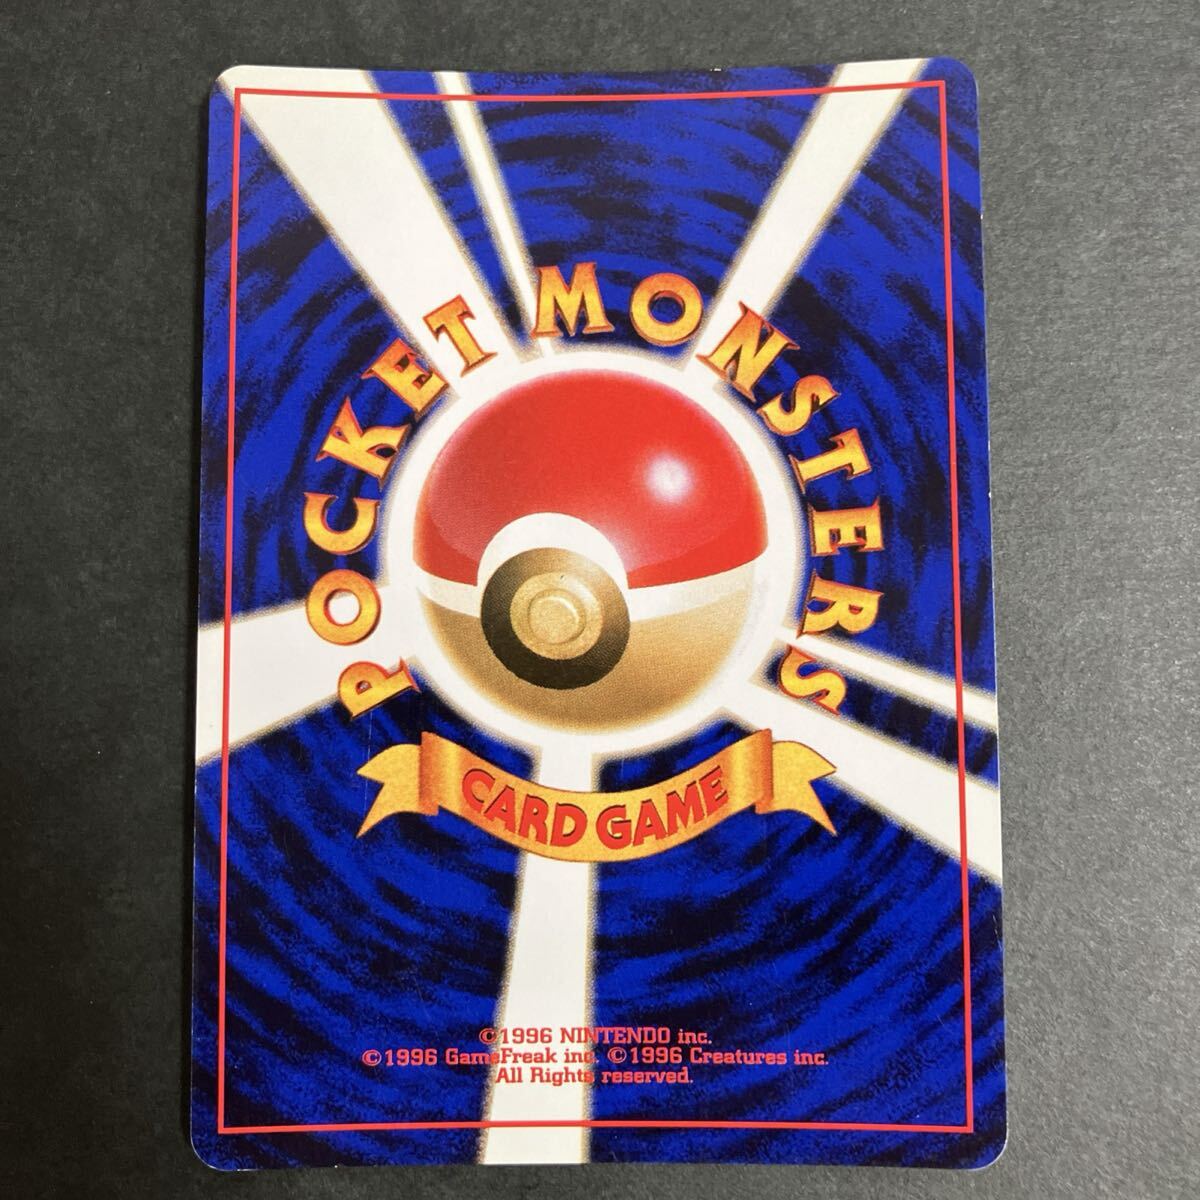 POCKET MONSTERS
CARD GAME
©1996 NINTENDO inc.
©1996 GameFreak inc. ©1996 Creatures inc.
All Rights reserved.